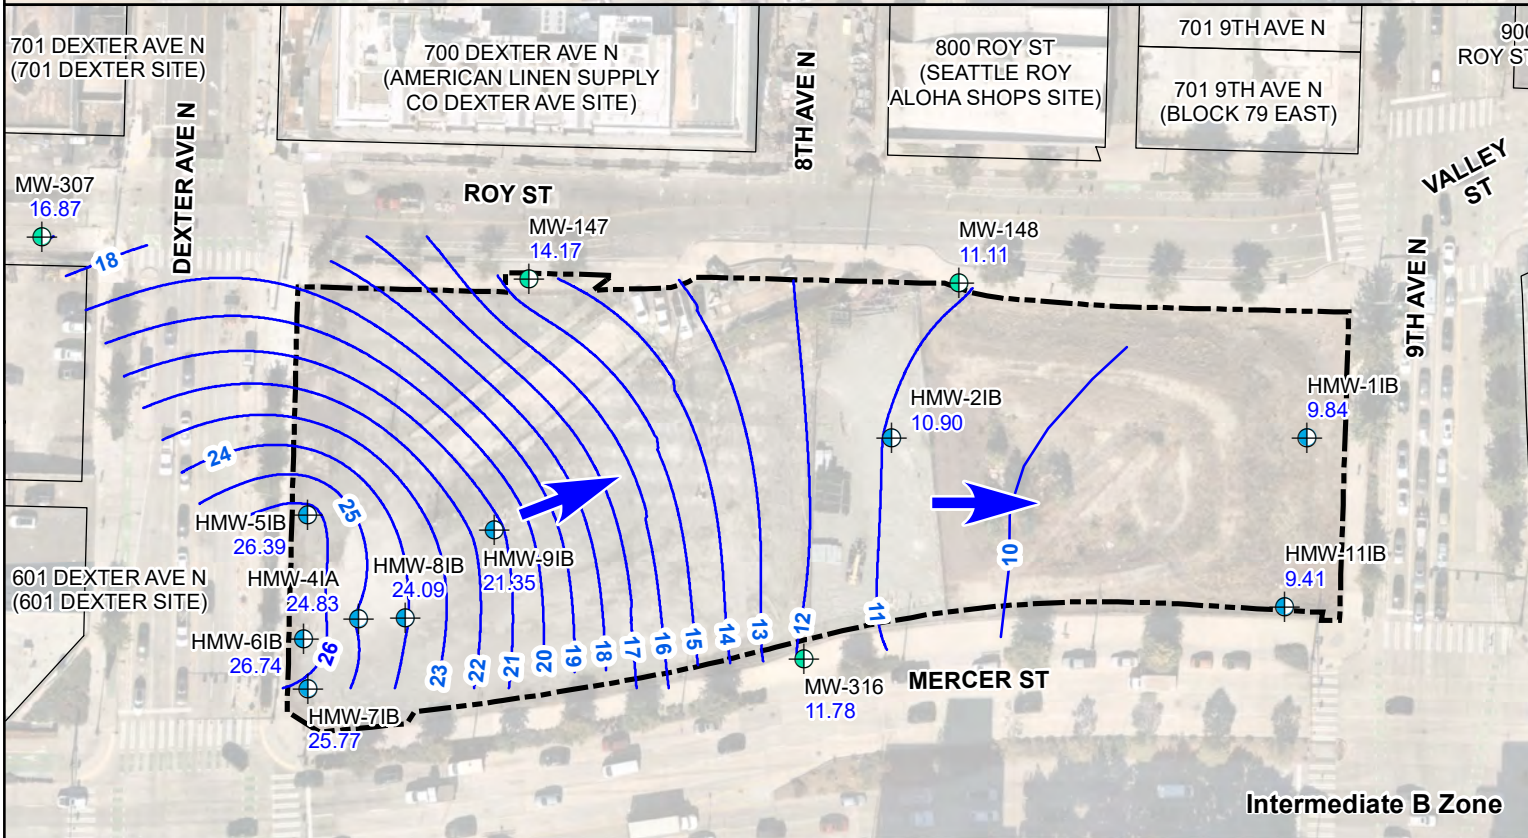 701 DEXTER AVE N
(701 DEXTER SITE)
700 DEXTER AVE N
(AMERICAN LINEN SUPPLY
CO DEXTER AVE SITE)
8TH AVE N
800 ROY ST
(SEATTLE ROY
ALOHA SHOPS SITE)
701 9TH AVE N
701 9TH AVE N
(BLOCK 79 EAST)
900
ROY ST
VALLEY
ST
DEXTER AVE N
MW-307
16.87
ROY ST
MW-147
14.17
MW-148
11.11
18
9TH AVE N
HMW-1IB
9.84
HMW-2IB
10.90
24
25
HMW-5IB
26.39
HMW-9IB
21.35
HMW-8IB
24.09
HMW-4IA
24.83
HMW-11IB
9.41
10
601 DEXTER AVE N
(601 DEXTER SITE)
HMW-6IB
26.74
26
23
22
21
20
19
18
17
16
15
14
13
12
11
MW-316
11.78
MERCER ST
HMW-7IB
25.77
Intermediate B Zone